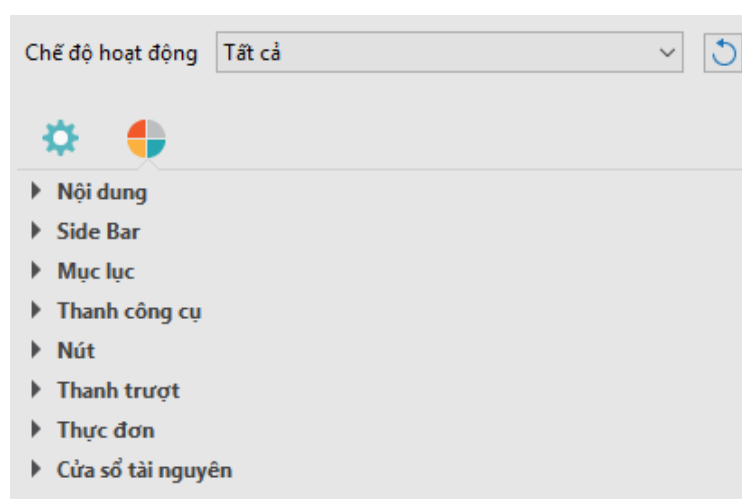 Chế độ hoạt động Tất cả
Nội dung
Side Bar
Mục lục
Thanh công cụ
Nút
Thanh trượt
Thực đơn
Cửa sổ tài nguyên